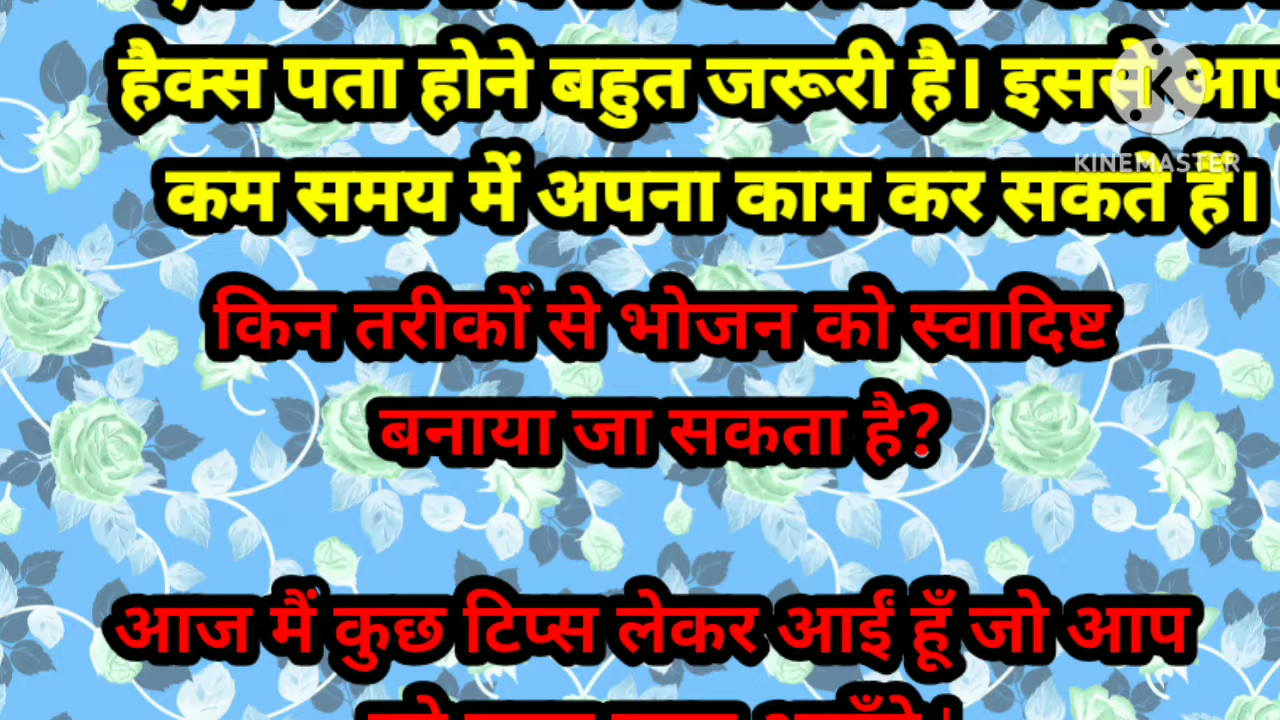 हैक्स पता होने बहुत जरूरी है। इससे आप
कम समय में अपना काम कर सकते हैं।
किन तरीकों से भोजन को स्वादिष्ट
बनाया जा सकता है?
आज मैं कुछ टिप्स लेकर आईं हूँ जो आप
KINEMASTER